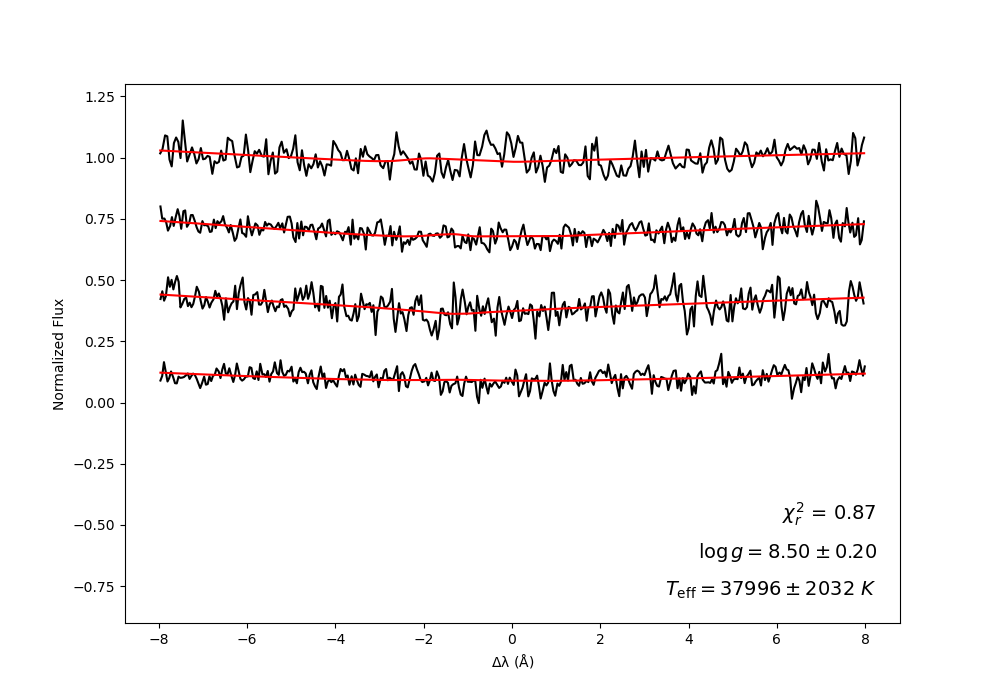 1.25
1.00
0.75
0.50
0.25
0.00
−0.25
−0.50
−0.75
Normalized Flux
χ²ᵣ = 0.87
log g = 8.50 ± 0.20
T_eff = 37996 ± 2032 K
−8 −6 −4 −2 0 2 4 6 8
Δλ (Å)